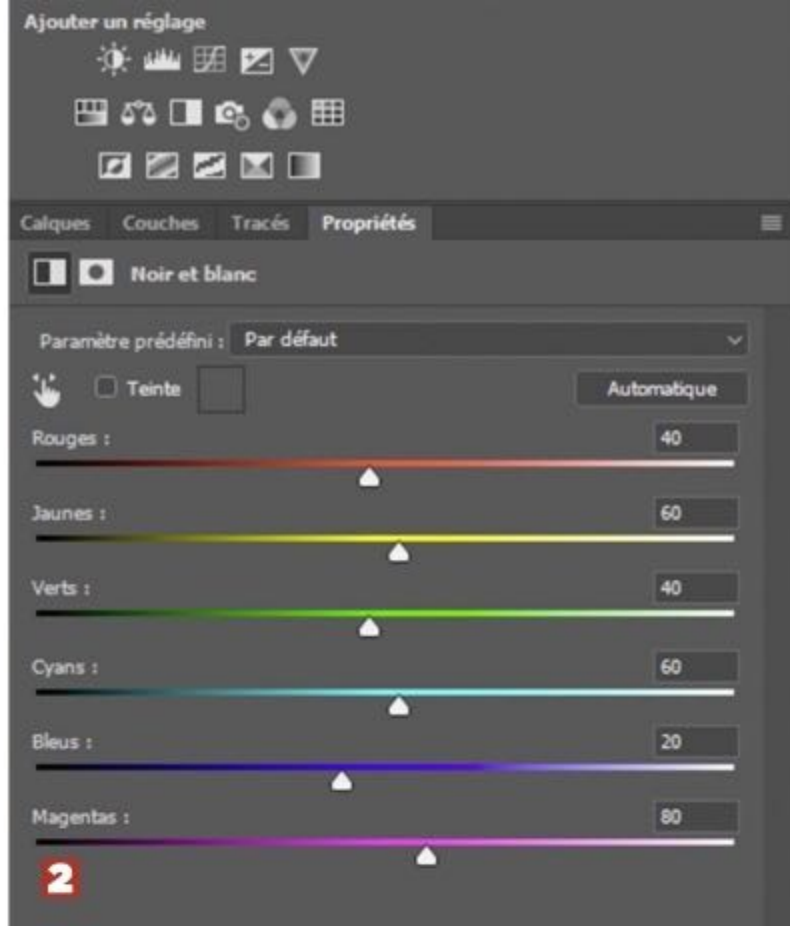 Ajouter un réglage
Calques Couches Tracés Propriétés
Noir et blanc
Paramètre prédéfini : Par défaut
Teinte Automatique
Rouges : 40
Jaunes : 60
Verts : 40
Cyans : 60
Bleus : 20
Magentas : 80
2